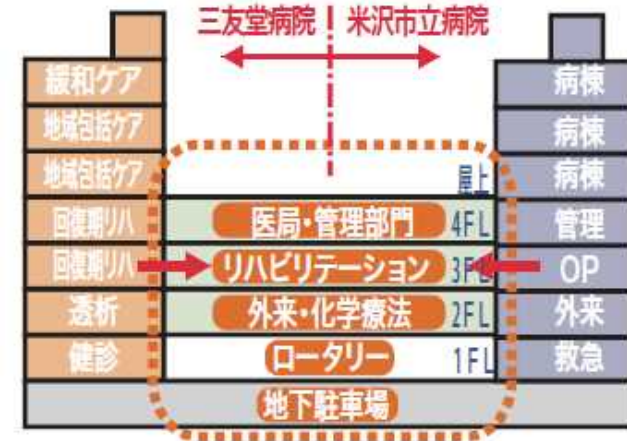 三友堂病院 米沢市立病院
緩和ケア 病棟
地域包括ケア 病棟
地域包括ケア 屋上 病棟
回復期リハ 医局・管理部門 4FL 管理
回復期リハ リハビリテーション 3FL OP
透析 外来・化学療法 2FL 外来
健診 ロータリー 1FL 救急
地下駐車場